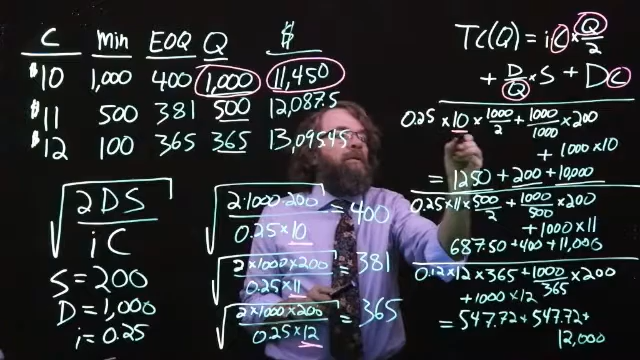 C Min EOQ Q $
$10 1,000 400 1,000 11,450
$11 500 381 500 12,087.5
$12 100 365 365 13,095.45
√(2DS / iC)
S = 200
D = 1,000
i = 0.25
√(2·1000·200 / 0.25×10) = 400
√(2×1000×200 / 0.25×11) = 381
√(2×1000×200 / 0.25×12) = 365
TC(Q) = iC × Q/2
+ D/Q × S + DC
0.25 × 10 × 1000/2 + 1000/1000 × 200
+ 1000×10
= 1250 + 200 + 10,000
0.25×11× 500/2 + 1000/500 ×200
+1000×11
687.50 + 400 + 11,000
0.12×12 × 365 + 1000/365 × 200
+1000×12
= 547.72 + 547.72 +
12,000